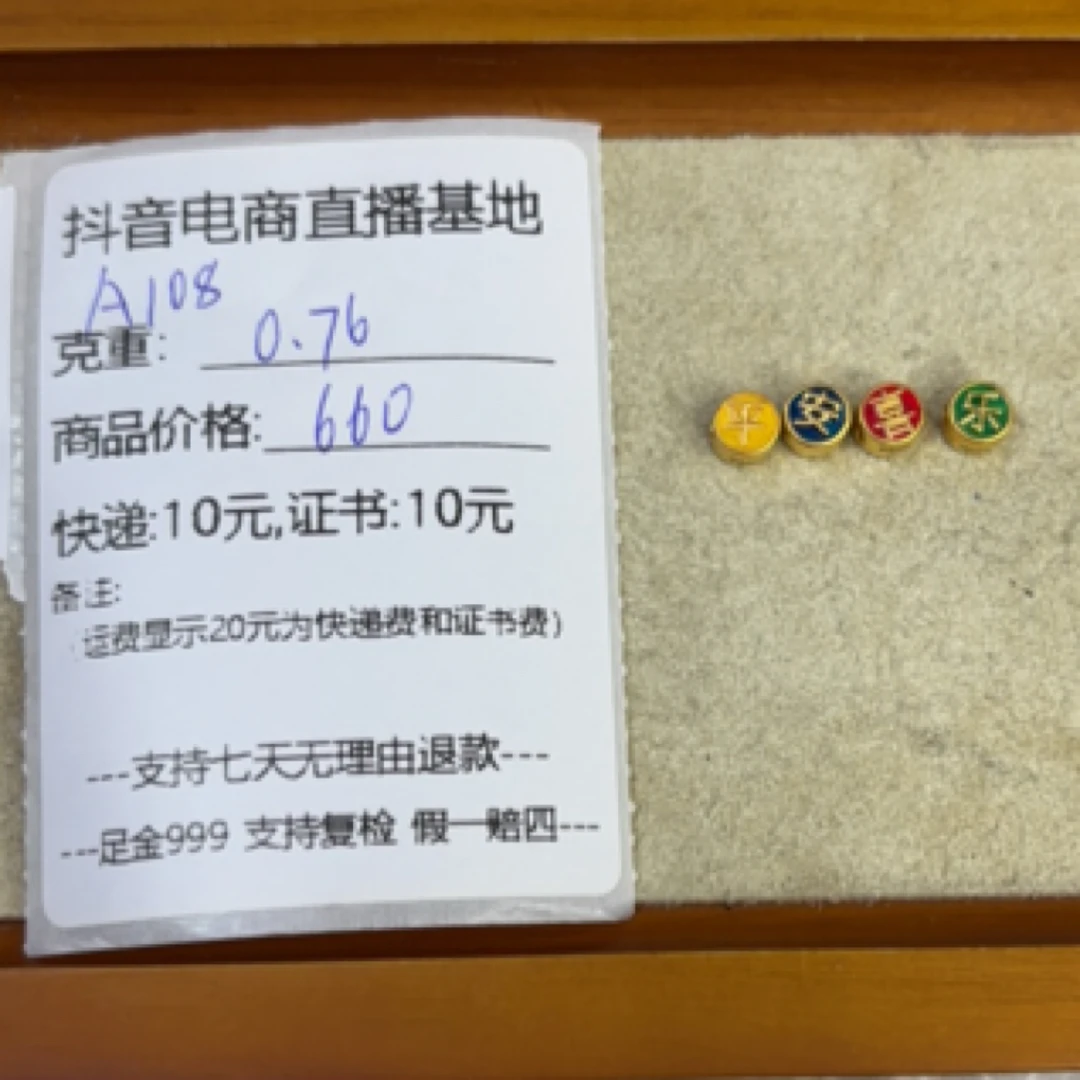 抖音电商直播基地
A108
克重: 0.76
商品价格: 660
快递:10元,证书:10元
备注:
(运费显示20元为快递费和证书费)
---支持七天无理由退款---
---足金999 支持复检 假一赔四---
平安喜乐